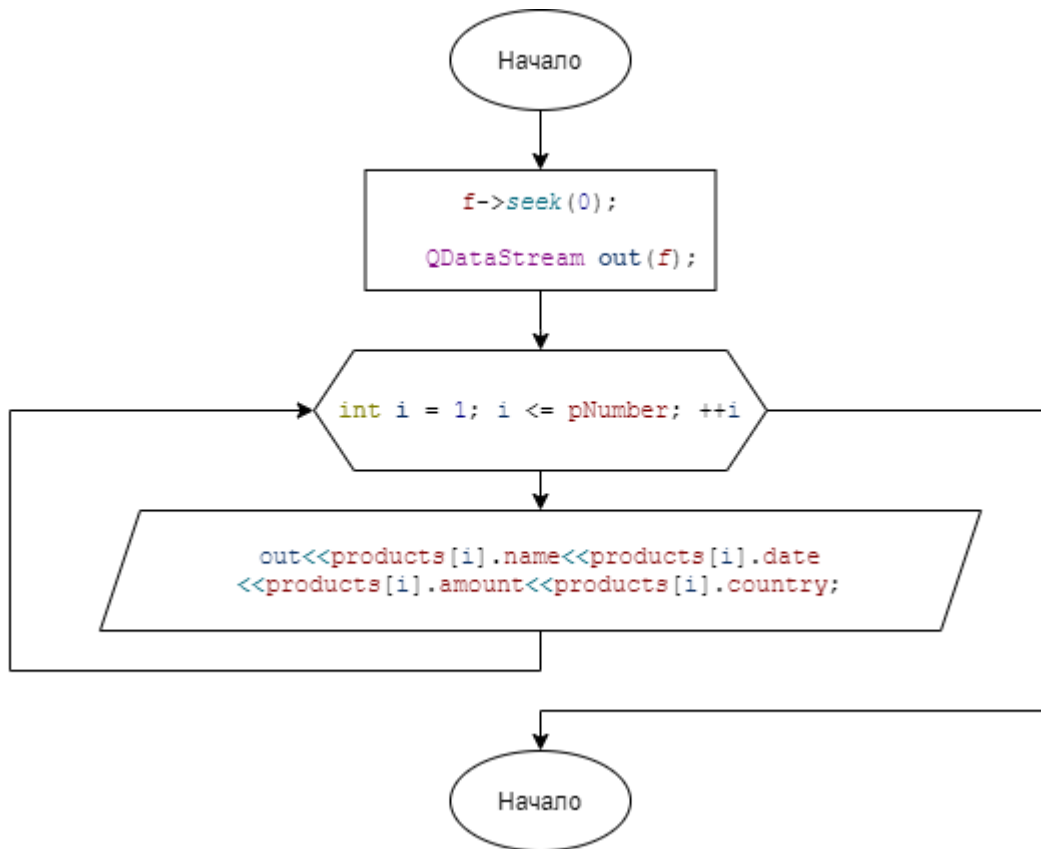 Начало
f->seek(0);
QDataStream out(f);
int i = 1; i <= pNumber; ++i
out<<products[i].name<<products[i].date
<<products[i].amount<<products[i].country;
Начало